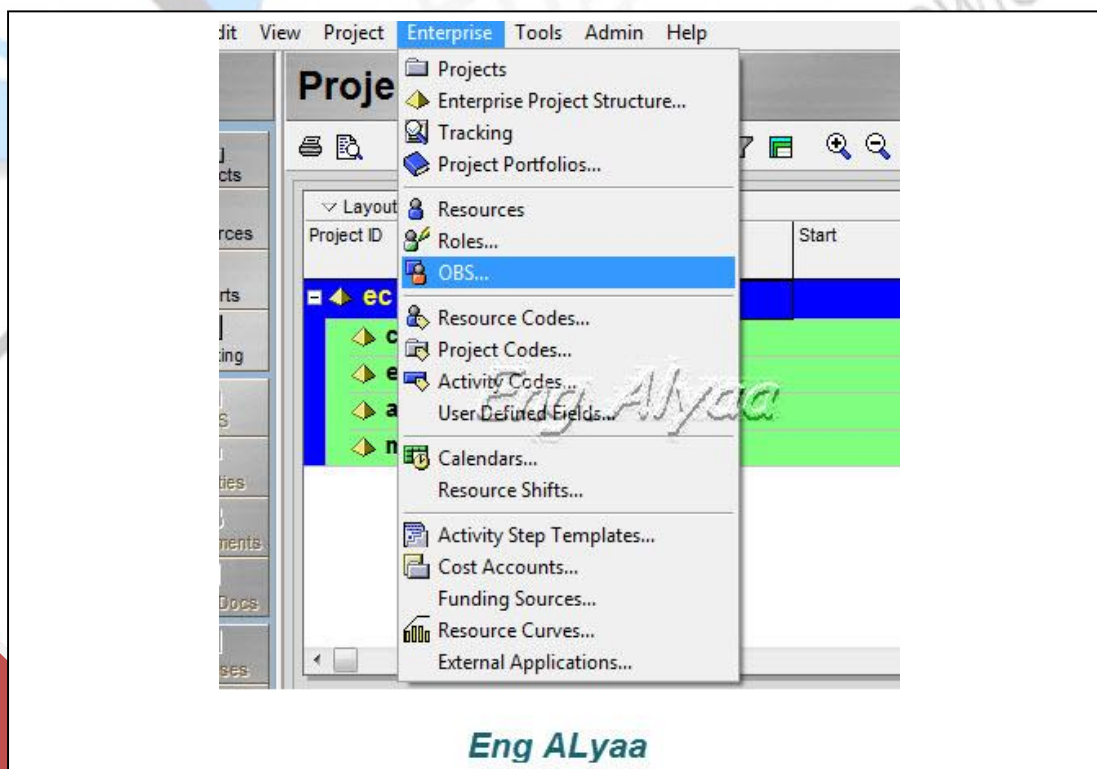 View Project Enterprise Tools Admin Help
Projects
Enterprise Project Structure...
Tracking
Project Portfolios...
Layout
Resources
Project ID
Roles...
Start
OBS...
ec
Resource Codes...
Project Codes...
Activity Codes...
User Defined Fields...
Eng Alyaa
Calendars...
Resource Shifts...
Activity Step Templates...
Cost Accounts...
Funding Sources...
Resource Curves...
External Applications...
Eng ALyaa